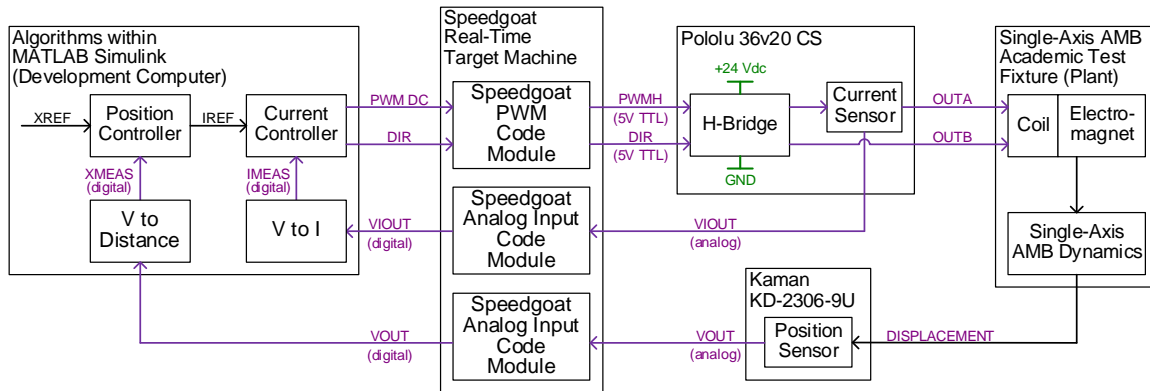 Algorithms within
MATLAB Simulink
(Development Computer)
XREF
Position
Controller
IREF
Current
Controller
XMEAS
(digital)
IMEAS
(digital)
V to
Distance
V to I
PWM DC
DIR
VIOUT
(digital)
VOUT
(digital)
Speedgoat
Real-Time
Target Machine
Speedgoat
PWM
Code
Module
Speedgoat
Analog Input
Code
Module
Speedgoat
Analog Input
Code
Module
PWMH
(5V TTL)
DIR
(5V TTL)
VIOUT
(analog)
VOUT
(analog)
Pololu 36v20 CS
+24 Vdc
H-Bridge
GND
Current
Sensor
OUTA
OUTB
Kaman
KD-2306-9U
Position
Sensor
DISPLACEMENT
Single-Axis AMB
Academic Test
Fixture (Plant)
Coil
Electro-
magnet
Single-Axis
AMB Dynamics